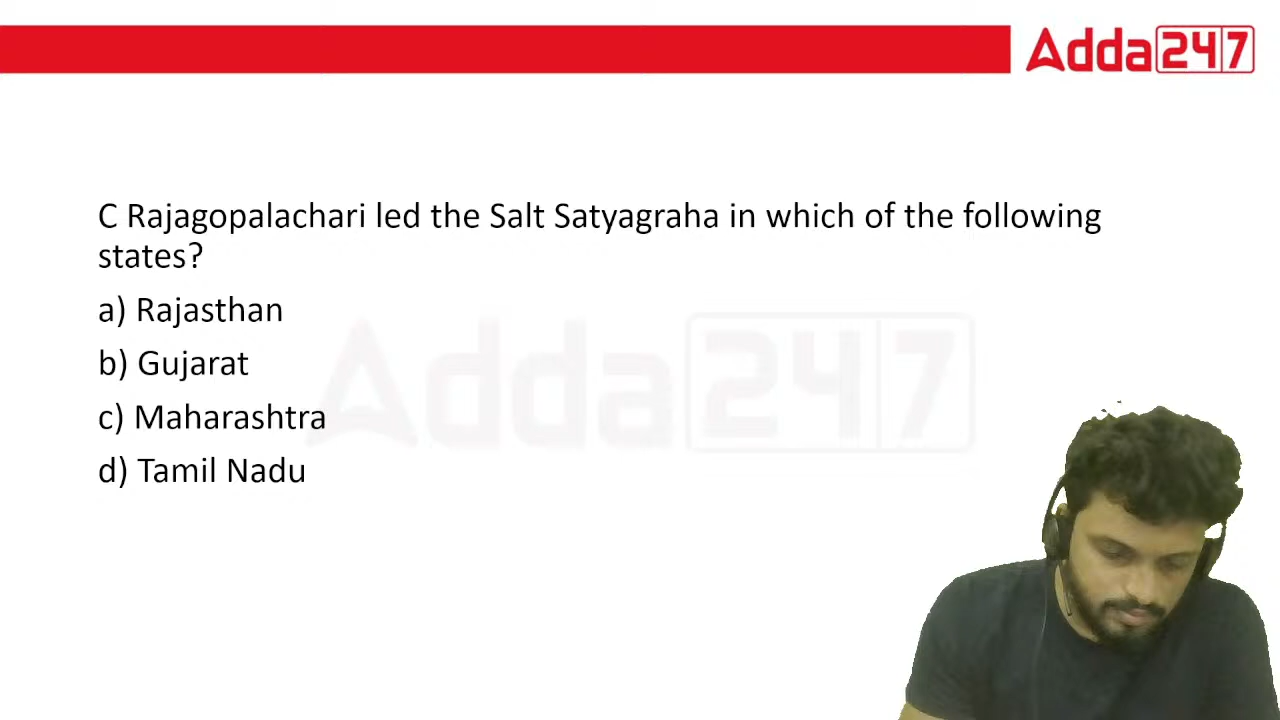 Adda247
C Rajagopalachari led the Salt Satyagraha in which of the following
states?
a) Rajasthan
b) Gujarat
c) Maharashtra
d) Tamil Nadu
Adda247